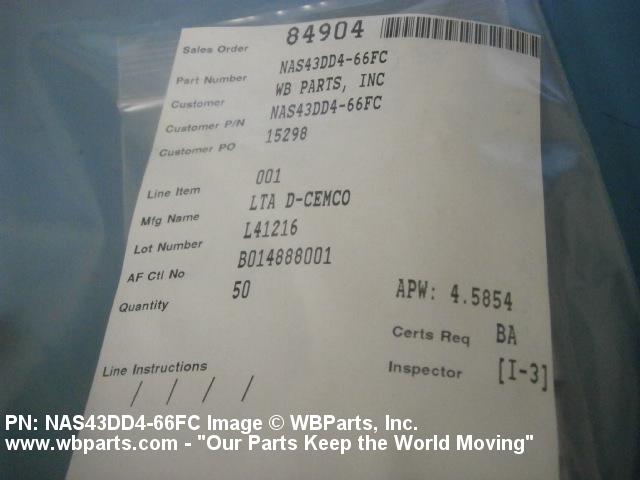 Sales Order 84904
Part Number NAS43DD4-66FC
Customer WB PARTS, INC
Customer P/N NAS43DD4-66FC
Customer PO 15298
Line Item 001
Mfg Name LTA D-CEMCO
Lot Number L41216
AF Ctl No B014888001
Quantity 50
APW: 4.5854
Certs Req BA
Inspector [I-3]
Line Instructions
/ / / /
PN: NAS43DD4-66FC Image © WBParts, Inc.
www.wbparts.com - "Our Parts Keep the World Moving"